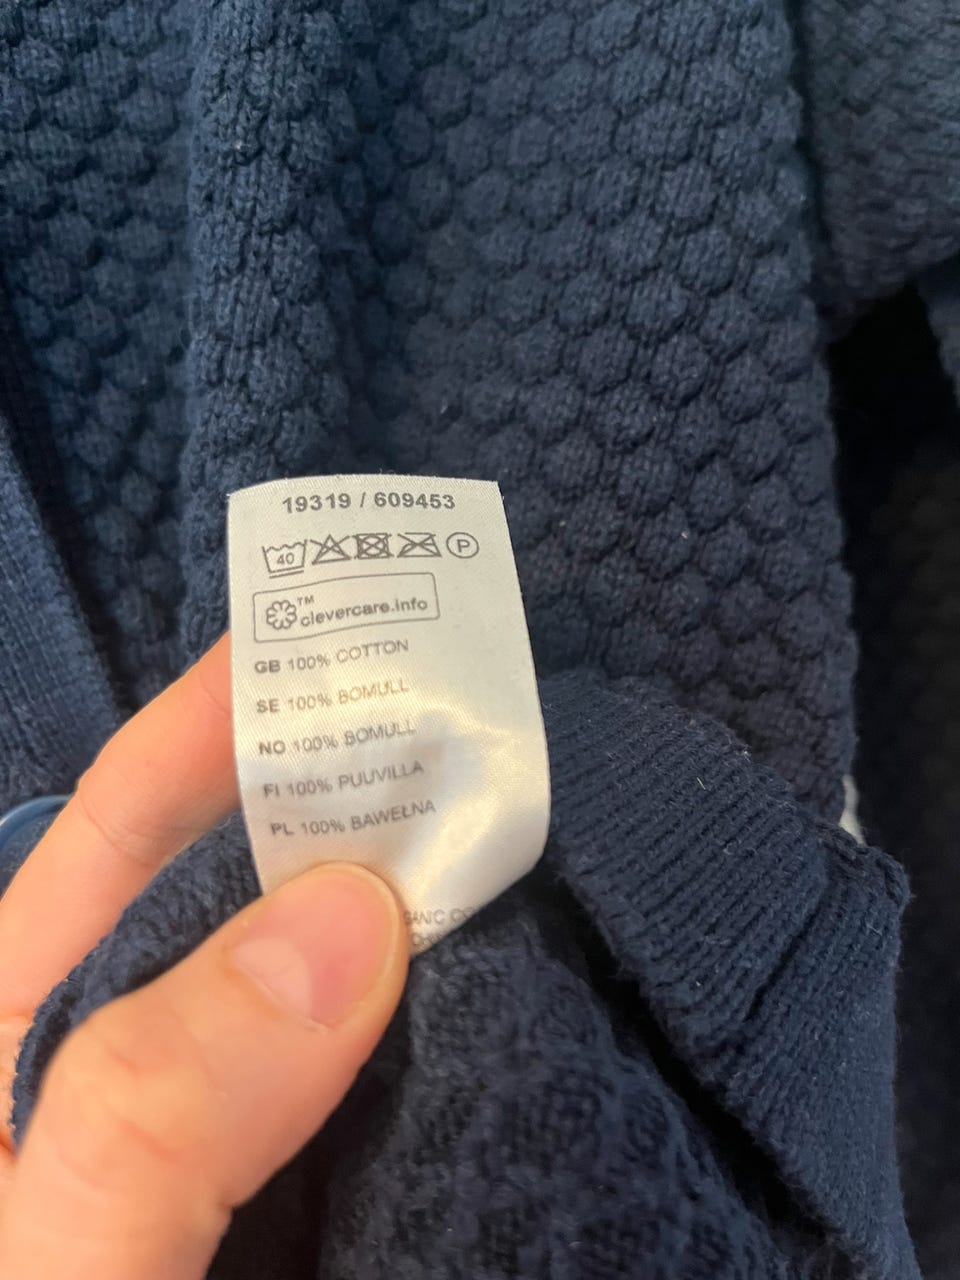 19319 / 609453
40 P
TM
clevercare.info
GB 100% COTTON
SE 100% BOMULL
NO 100% BOMULL
FI 100% PUUVILLA
PL 100% BAWEŁNA